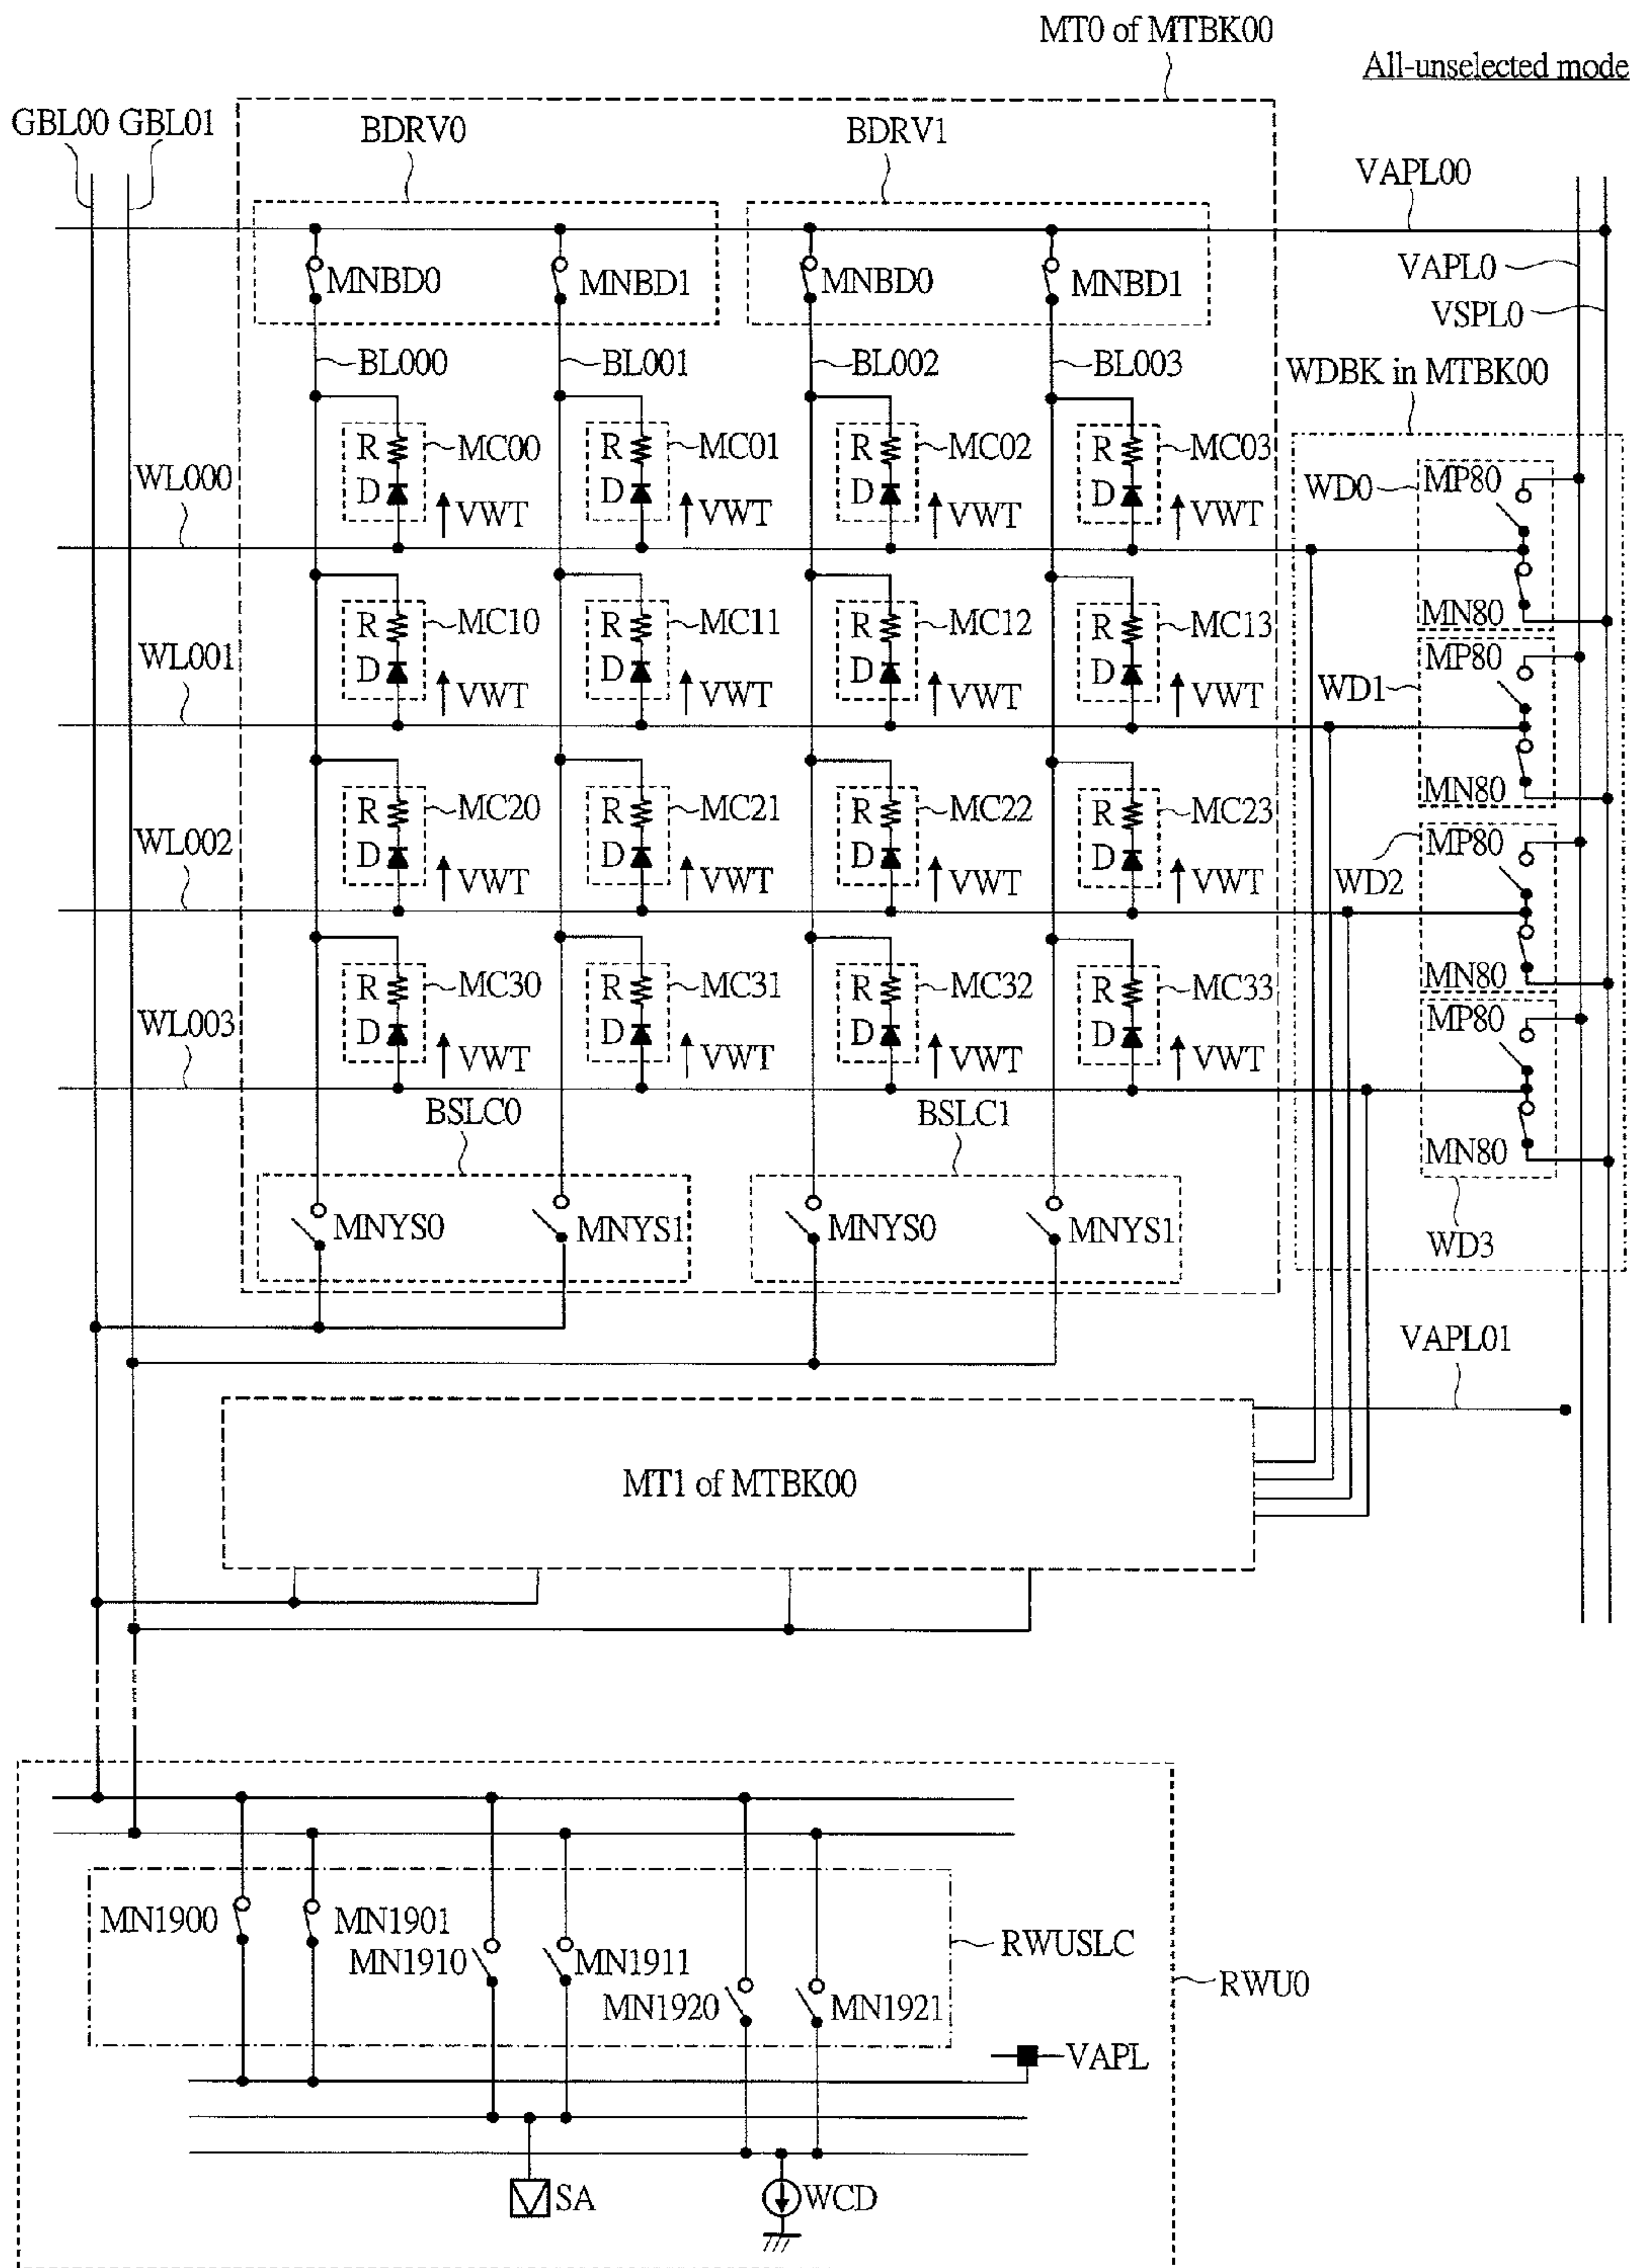 MT0 of MTBK00
All-unselected mode
GBL00 GBL01
BDRV0
BDRV1
VAPL00
VAPL0
VSPL0
MNBD0
MNBD1
MNBD0
MNBD1
BL000
BL001
BL002
BL003
WDBK in MTBK00
WL000
R
D
MC00
VWT
R
D
MC01
VWT
R
D
MC02
VWT
R
D
MC03
VWT
WD0
MP80
MN80
WL001
R
D
MC10
VWT
R
D
MC11
VWT
R
D
MC12
VWT
R
D
MC13
VWT
WD1
MP80
MN80
WL002
R
D
MC20
VWT
R
D
MC21
VWT
R
D
MC22
VWT
R
D
MC23
VWT
WD2
MP80
MN80
WL003
R
D
MC30
VWT
R
D
MC31
VWT
R
D
MC32
VWT
R
D
MC33
VWT
MP80
MN80
WD3
BSLC0
BSLC1
MNYS0
MNYS1
MNYS0
MNYS1
VAPL01
MT1 of MTBK00
MN1900
MN1901
MN1910
MN1911
MN1920
MN1921
RWUSLC
RWU0
VAPL
SA
WCD